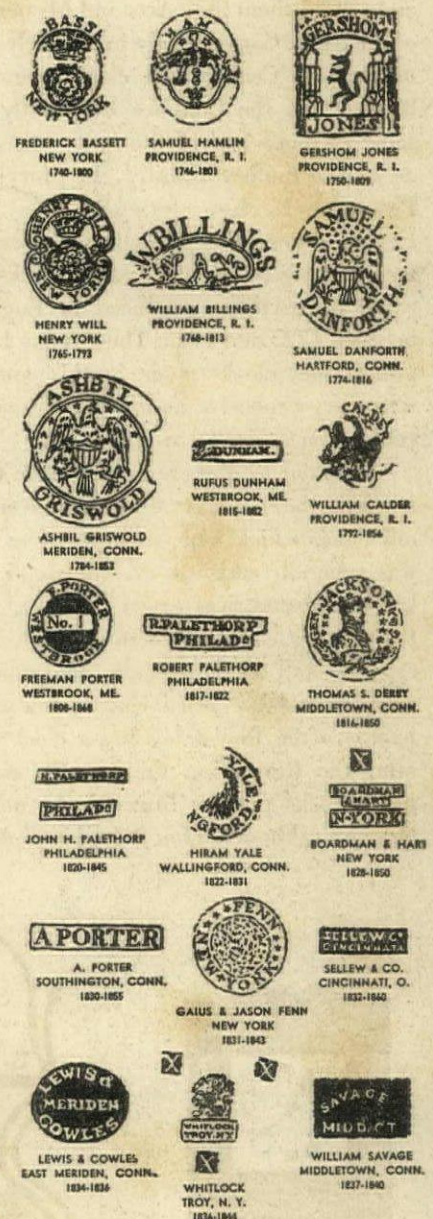 BASS
NEW YORK
FREDERICK BASSETT
NEW YORK
1740-1800
HAM
SAMUEL HAMLIN
PROVIDENCE, R. I.
1746-1801
GERSHOM
JONES
GERSHOM JONES
PROVIDENCE, R. I.
1750-1809
HENRY WILL
NEW YORK
HENRY WILL
NEW YORK
1765-1793
W.BILLINGS
WILLIAM BILLINGS
PROVIDENCE, R. I.
1768-1813
SAMUEL
DANFORTH
SAMUEL DANFORTH
HARTFORD, CONN.
1774-1816
ASHBIL
GRISWOLD
ASHBIL GRISWOLD
MERIDEN, CONN.
1784-1853
R.DUNHAM.
RUFUS DUNHAM
WESTBROOK, ME.
1815-1882
CALDER
WILLIAM CALDER
PROVIDENCE, R. I.
1792-1856
F. PORTER
No. 1
WESTBROOK
FREEMAN PORTER
WESTBROOK, ME.
1808-1868
R.PALETHORP
PHILADa
ROBERT PALETHORP
PHILADELPHIA
1817-1822
GEN. JACKSON
THOMAS S. DERBY
MIDDLETOWN, CONN.
1816-1850
H.PALETHORP
PHILADa
JOHN H. PALETHORP
PHILADELPHIA
1820-1845
YALE
NGFORD
HIRAM YALE
WALLINGFORD, CONN.
1822-1831
X
BOARDMAN
& HART
N-YORK
BOARDMAN & HART
NEW YORK
1828-1850
A PORTER
A. PORTER
SOUTHINGTON, CONN.
1830-1855
FENN
NEW YORK
GAIUS & JASON FENN
NEW YORK
1831-1843
SELLEW & Co
CINCINNATI
SELLEW & CO.
CINCINNATI, O.
1832-1860
LEWIS &
MERIDEN
COWLES
LEWIS & COWLES
EAST MERIDEN, CONN.
1834-1836
X X
WHITLOCK
TROY. NY
X
WHITLOCK
TROY, N. Y.
1836-1844
SAVAGE
MIDD. CT
WILLIAM SAVAGE
MIDDLETOWN, CONN.
1837-1840